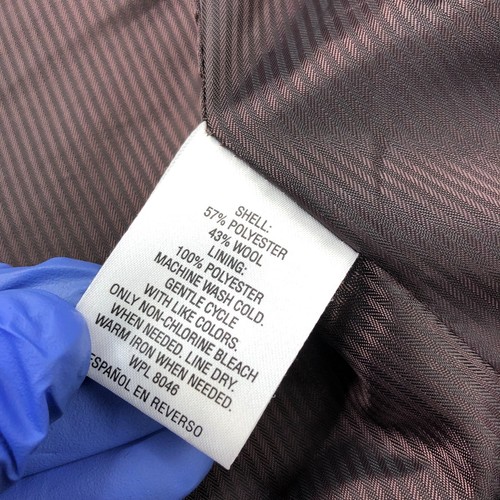 SHELL:
57% POLYESTER
43% WOOL
LINING:
100% POLYESTER
MACHINE WASH COLD.
GENTLE CYCLE
WITH LIKE COLORS.
ONLY NON-CHLORINE BLEACH
WHEN NEEDED. LINE DRY.
WARM IRON WHEN NEEDED.
WPL 8046
ESPAÑOL EN REVERSO